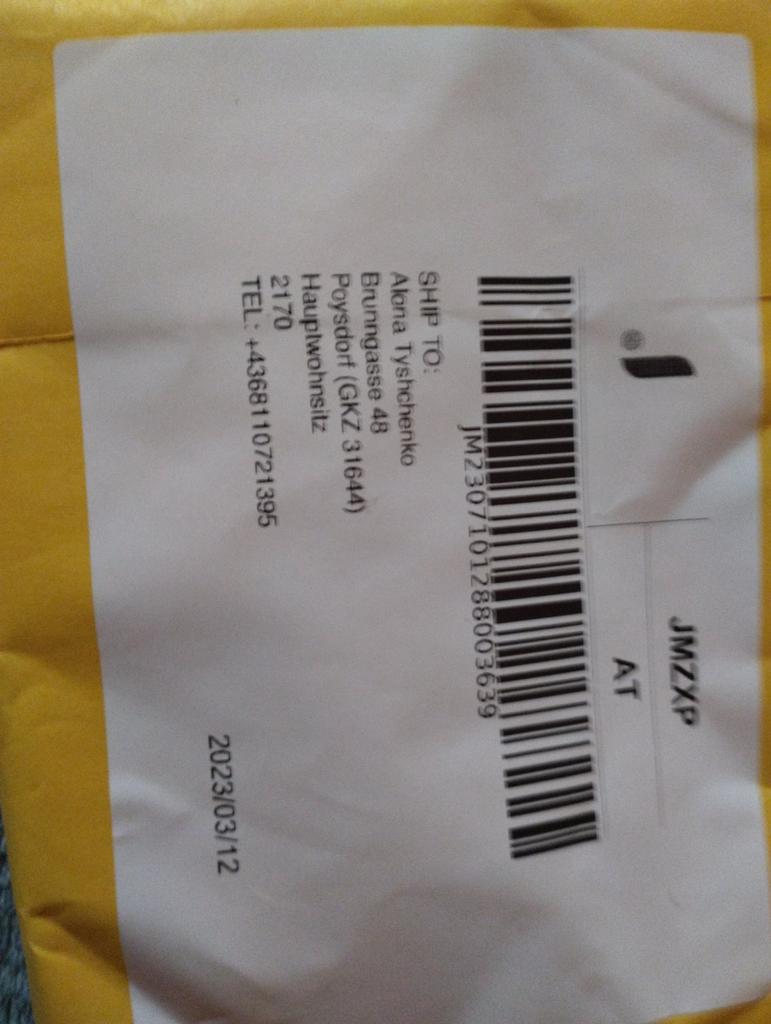 JMZXP
AT
JM2307101288003639
SHIP TO:
Alona Tyshchenko
Brunngasse 48
Poysdorf (GKZ 31644)
Hauptwohnsitz
2170
TEL: +4368110721395
2023/03/12